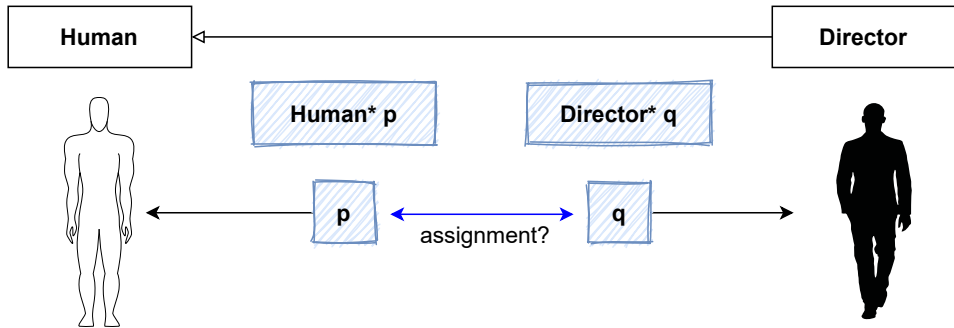 Human
Director
Human* p
Director* q
p
q
assignment?